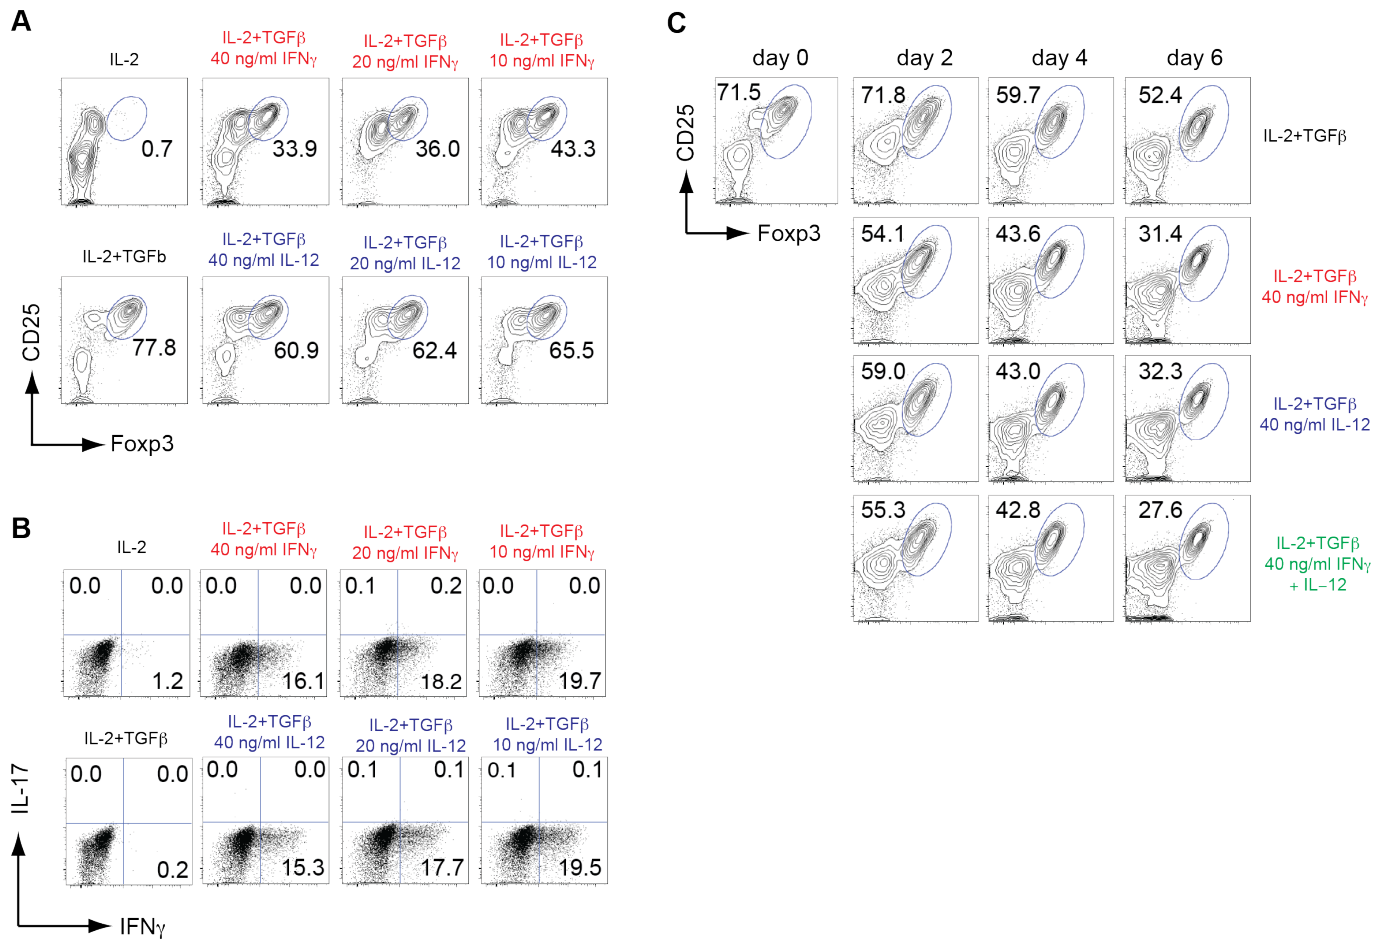 A
IL-2
IL-2+TGFβ
40 ng/ml IFNγ
IL-2+TGFβ
20 ng/ml IFNγ
IL-2+TGFβ
10 ng/ml IFNγ
0.7
33.9
36.0
43.3
IL-2+TGFb
IL-2+TGFβ
40 ng/ml IL-12
IL-2+TGFβ
20 ng/ml IL-12
IL-2+TGFβ
10 ng/ml IL-12
77.8
60.9
62.4
65.5
CD25
Foxp3
B
IL-2
IL-2+TGFβ
40 ng/ml IFNγ
IL-2+TGFβ
20 ng/ml IFNγ
IL-2+TGFβ
10 ng/ml IFNγ
0.0 0.0
1.2
0.0 0.0
16.1
0.1 0.2
18.2
0.0 0.0
19.7
IL-2+TGFβ
IL-2+TGFβ
40 ng/ml IL-12
IL-2+TGFβ
20 ng/ml IL-12
IL-2+TGFβ
10 ng/ml IL-12
0.0 0.0
0.2
0.0 0.0
15.3
0.1 0.1
17.7
0.1 0.1
19.5
IL-17
IFNγ
C
day 0
day 2
day 4
day 6
71.5
71.8
59.7
52.4
IL-2+TGFβ
CD25
Foxp3
54.1
43.6
31.4
IL-2+TGFβ
40 ng/ml IFNγ
59.0
43.0
32.3
IL-2+TGFβ
40 ng/ml IL-12
55.3
42.8
27.6
IL-2+TGFβ
40 ng/ml IFNγ
+ IL−12